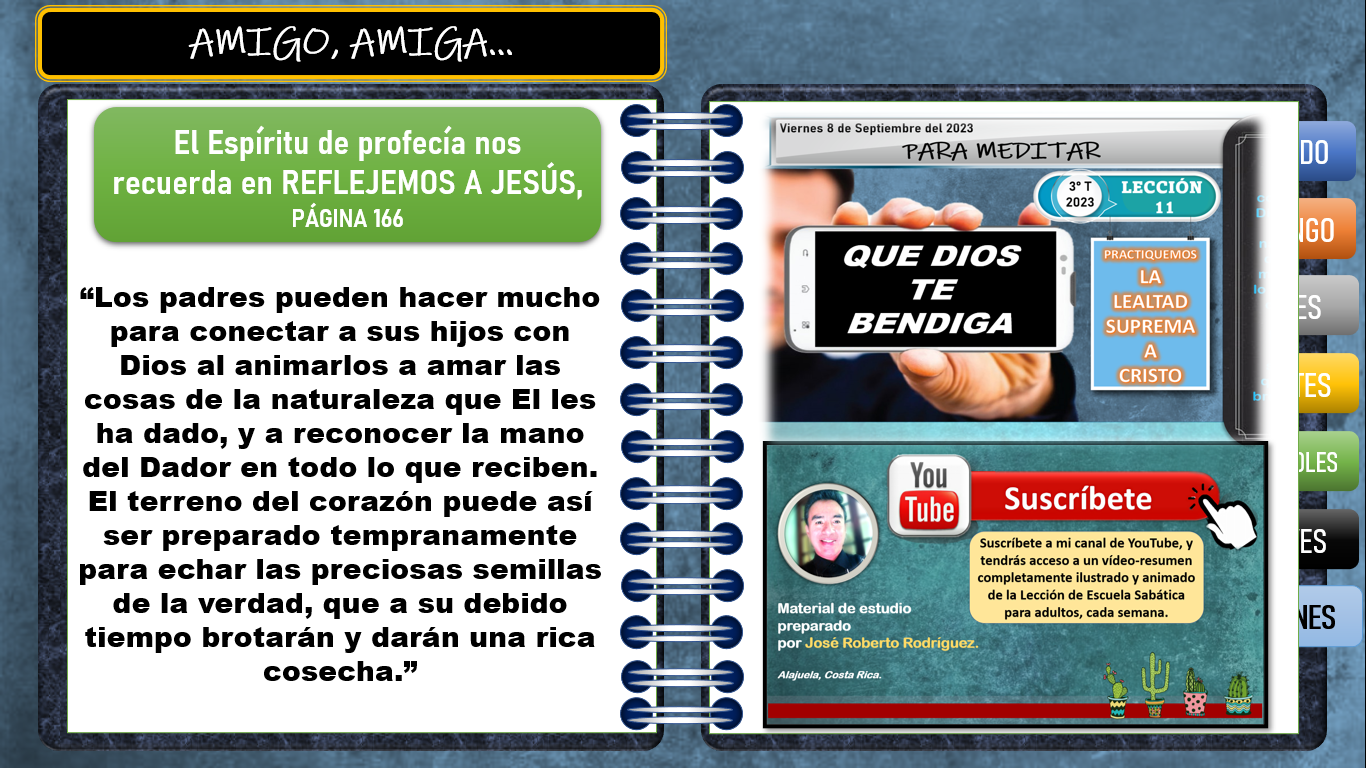 AMIGO, AMIGA...
El Espíritu de profecía nos
recuerda en REFLEJEMOS A JESÚS,
PÁGINA 166
“Los padres pueden hacer mucho
para conectar a sus hijos con
Dios al animarlos a amar las
cosas de la naturaleza que El les
ha dado, y a reconocer la mano
del Dador en todo lo que reciben.
El terreno del corazón puede así
ser preparado tempranamente
para echar las preciosas semillas
de la verdad, que a su debido
tiempo brotarán y darán una rica
cosecha.”
Viernes 8 de Septiembre del 2023
PARA MEDITAR
3° T
2023
LECCIÓN
11
QUE DIOS
TE
BENDIGA
PRACTIQUEMOS
LA
LEALTAD
SUPREMA
A
CRISTO
You
Tube
Suscríbete
Suscríbete a mi canal de YouTube, y
tendrás acceso a un vídeo-resumen
completamente ilustrado y animado
de la Lección de Escuela Sabática
para adultos, cada semana.
Material de estudio
preparado
por José Roberto Rodríguez.
Alajuela, Costa Rica.
DO
NGO
ES
TES
OLES
ES
NES